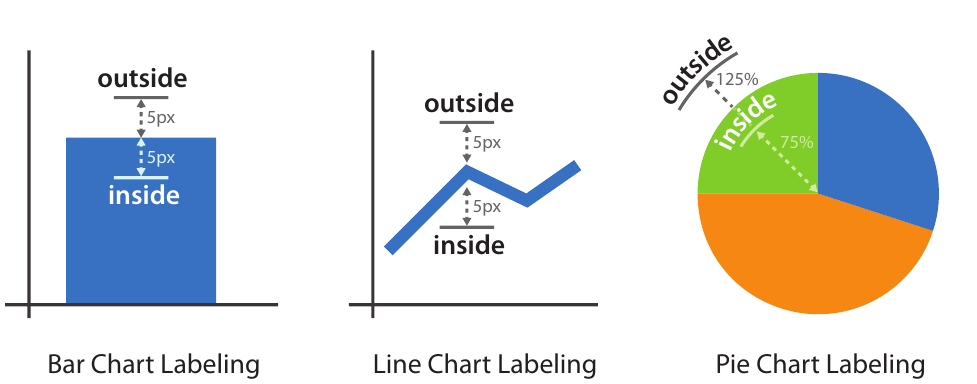 outside
5px
5px
inside
Bar Chart Labeling
outside
5px
5px
inside
Line Chart Labeling
outside
125%
inside
75%
Pie Chart Labeling